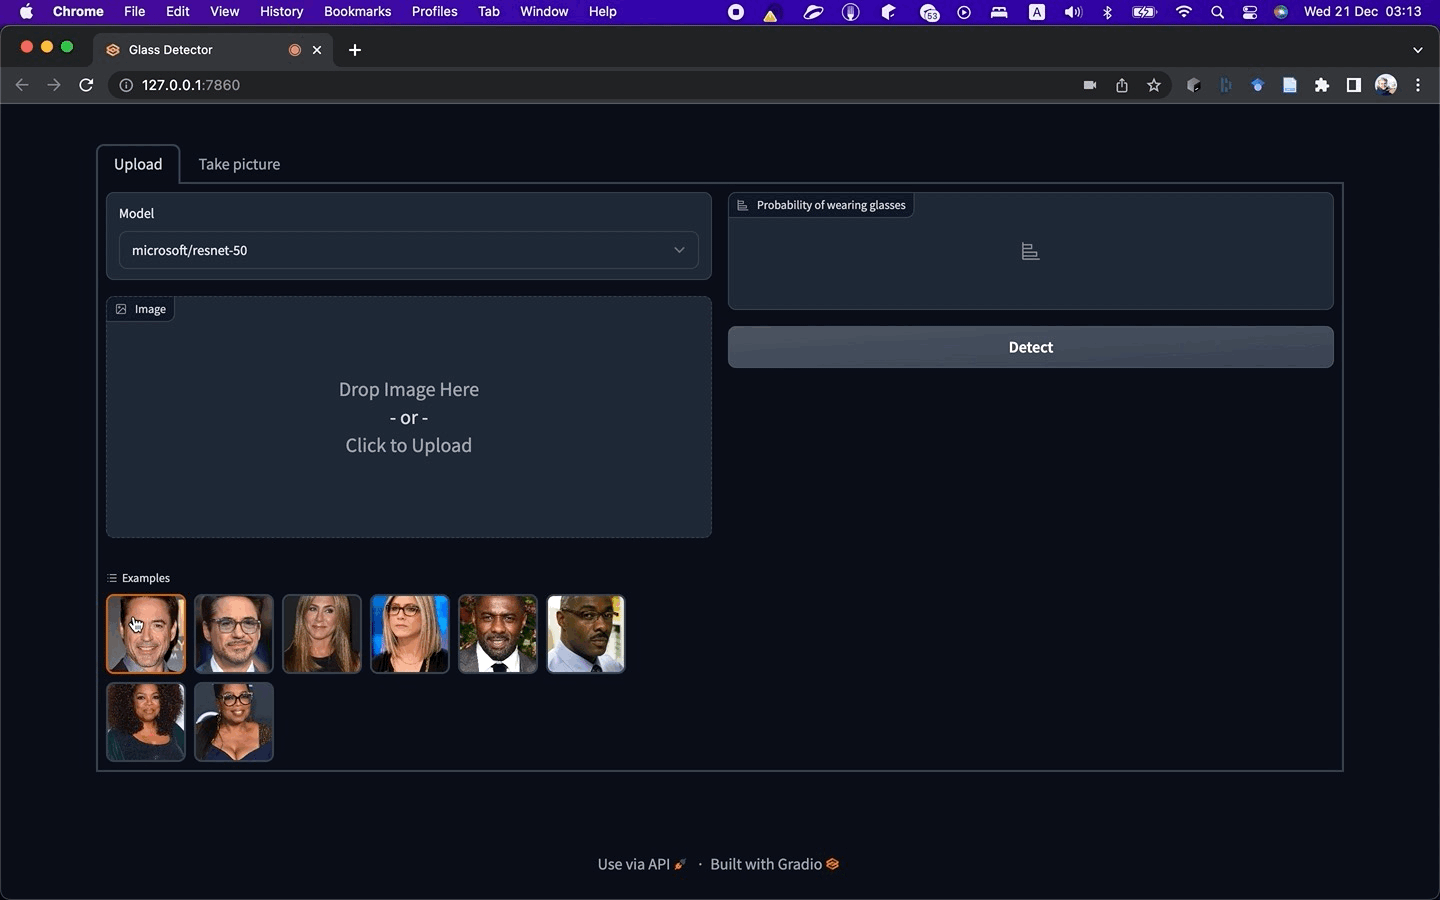 Chrome File Edit View History Bookmarks Profiles Tab Window Help 53 A Wed 21 Dec 03:13
Glass Detector
127.0.0.1:7860
Upload Take picture
Model
microsoft/resnet-50
Image
Drop Image Here
- or -
Click to Upload
Probability of wearing glasses
Detect
Examples
Use via API · Built with Gradio